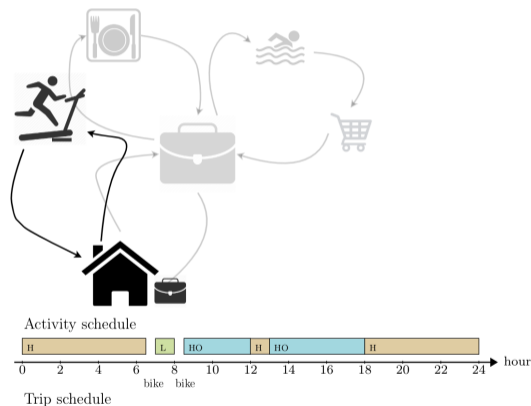 Activity schedule
H L HO H HO H
0 2 4 6 8 10 12 14 16 18 20 22 24 hour
bike bike
Trip schedule